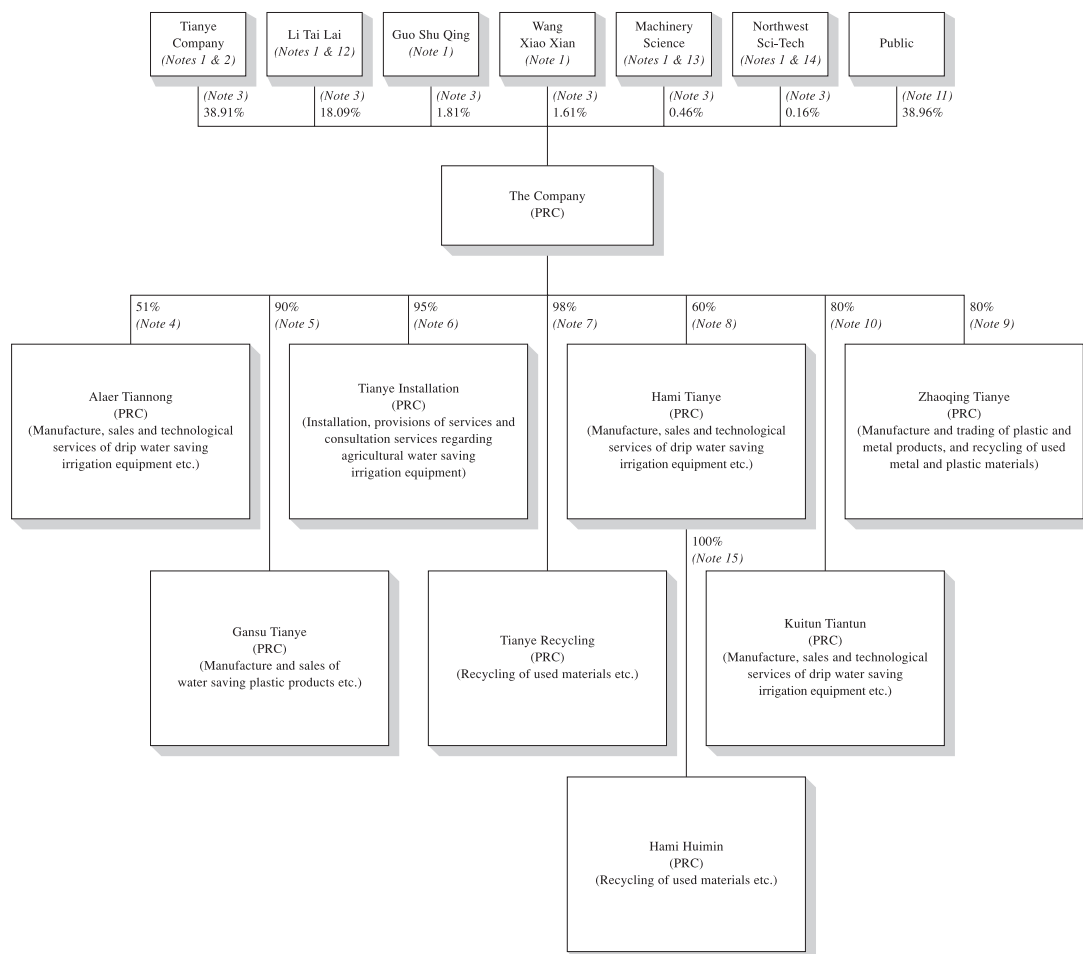 Tianye
Company
(Notes 1 & 2)
Li Tai Lai
(Notes 1 & 12)
Guo Shu Qing
(Note 1)
Wang
Xiao Xian
(Note 1)
Machinery
Science
(Notes 1 & 13)
Northwest
Sci-Tech
(Notes 1 & 14)
Public
(Note 3)
38.91%
(Note 3)
18.09%
(Note 3)
1.81%
(Note 3)
1.61%
(Note 3)
0.46%
(Note 3)
0.16%
(Note 11)
38.96%
The Company
(PRC)
51%
(Note 4)
90%
(Note 5)
95%
(Note 6)
98%
(Note 7)
60%
(Note 8)
80%
(Note 10)
80%
(Note 9)
Alaer Tiannong
(PRC)
(Manufacture, sales and technological
services of drip water saving
irrigation equipment etc.)
Tianye Installation
(PRC)
(Installation, provisions of services and
consultation services regarding
agricultural water saving
irrigation equipment)
Hami Tianye
(PRC)
(Manufacture, sales and technological
services of drip water saving
irrigation equipment etc.)
Zhaoqing Tianye
(PRC)
(Manufacture and trading of plastic and
metal products, and recycling of used
metal and plastic materials)
100%
(Note 15)
Gansu Tianye
(PRC)
(Manufacture and sales of
water saving plastic products etc.)
Tianye Recycling
(PRC)
(Recycling of used materials etc.)
Kuitun Tiantun
(PRC)
(Manufacture, sales and technological
services of drip water saving
irrigation equipment etc.)
Hami Huimin
(PRC)
(Recycling of used materials etc.)